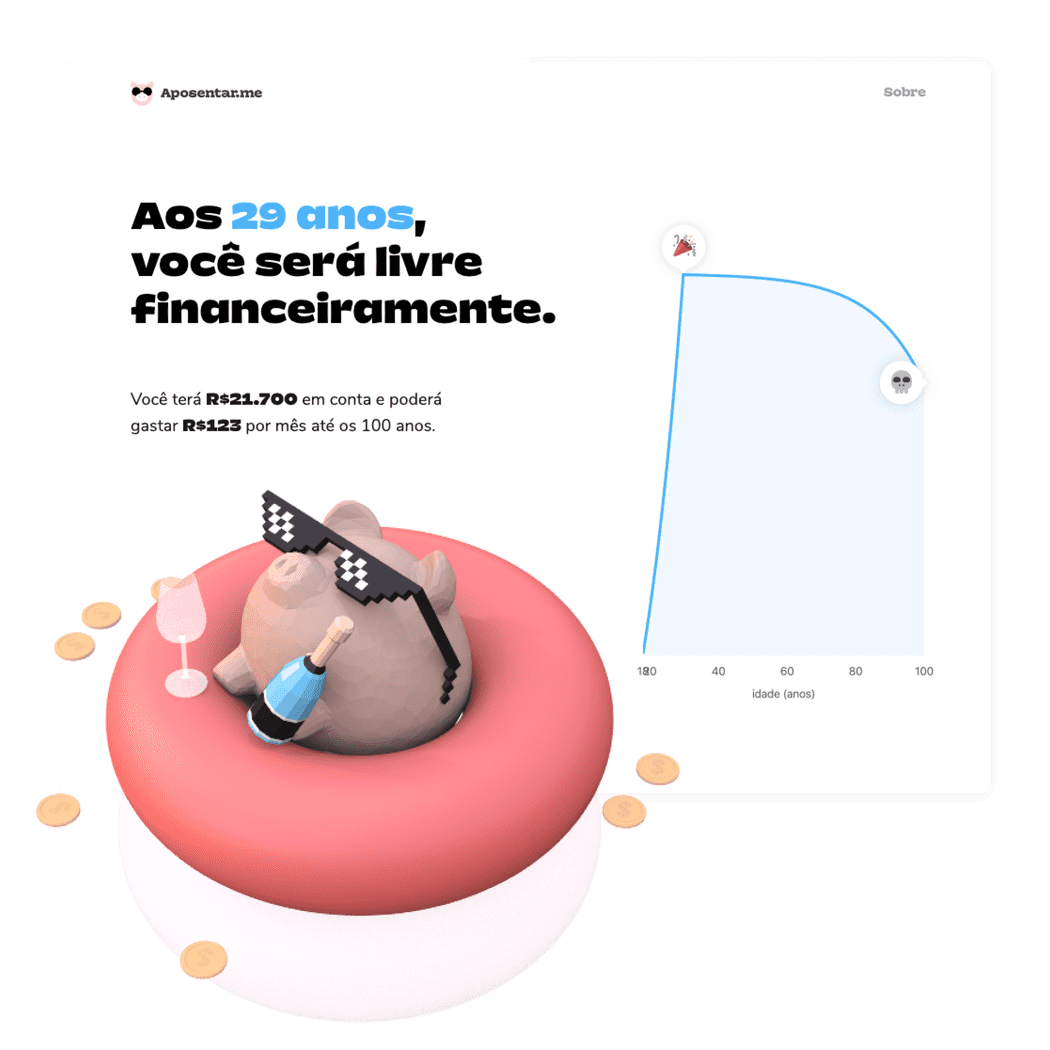 Aposentar.me
Sobre
Aos 29 anos,
você será livre
financeiramente.
Você terá R$21.700 em conta e poderá
gastar R$123 por mês até os 100 anos.
20 40 60 80 100
idade (anos)